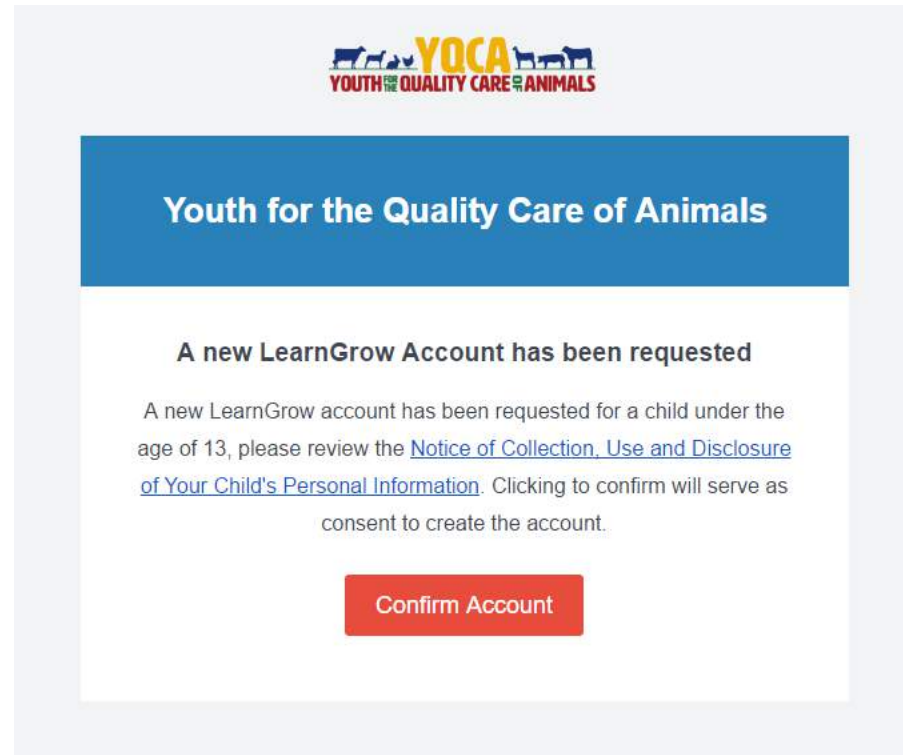 YQCA
YOUTH FOR THE QUALITY CARE OF ANIMALS
Youth for the Quality Care of Animals
A new LearnGrow Account has been requested
A new LearnGrow account has been requested for a child under the
age of 13, please review the Notice of Collection, Use and Disclosure
of Your Child's Personal Information. Clicking to confirm will serve as
consent to create the account.
Confirm Account